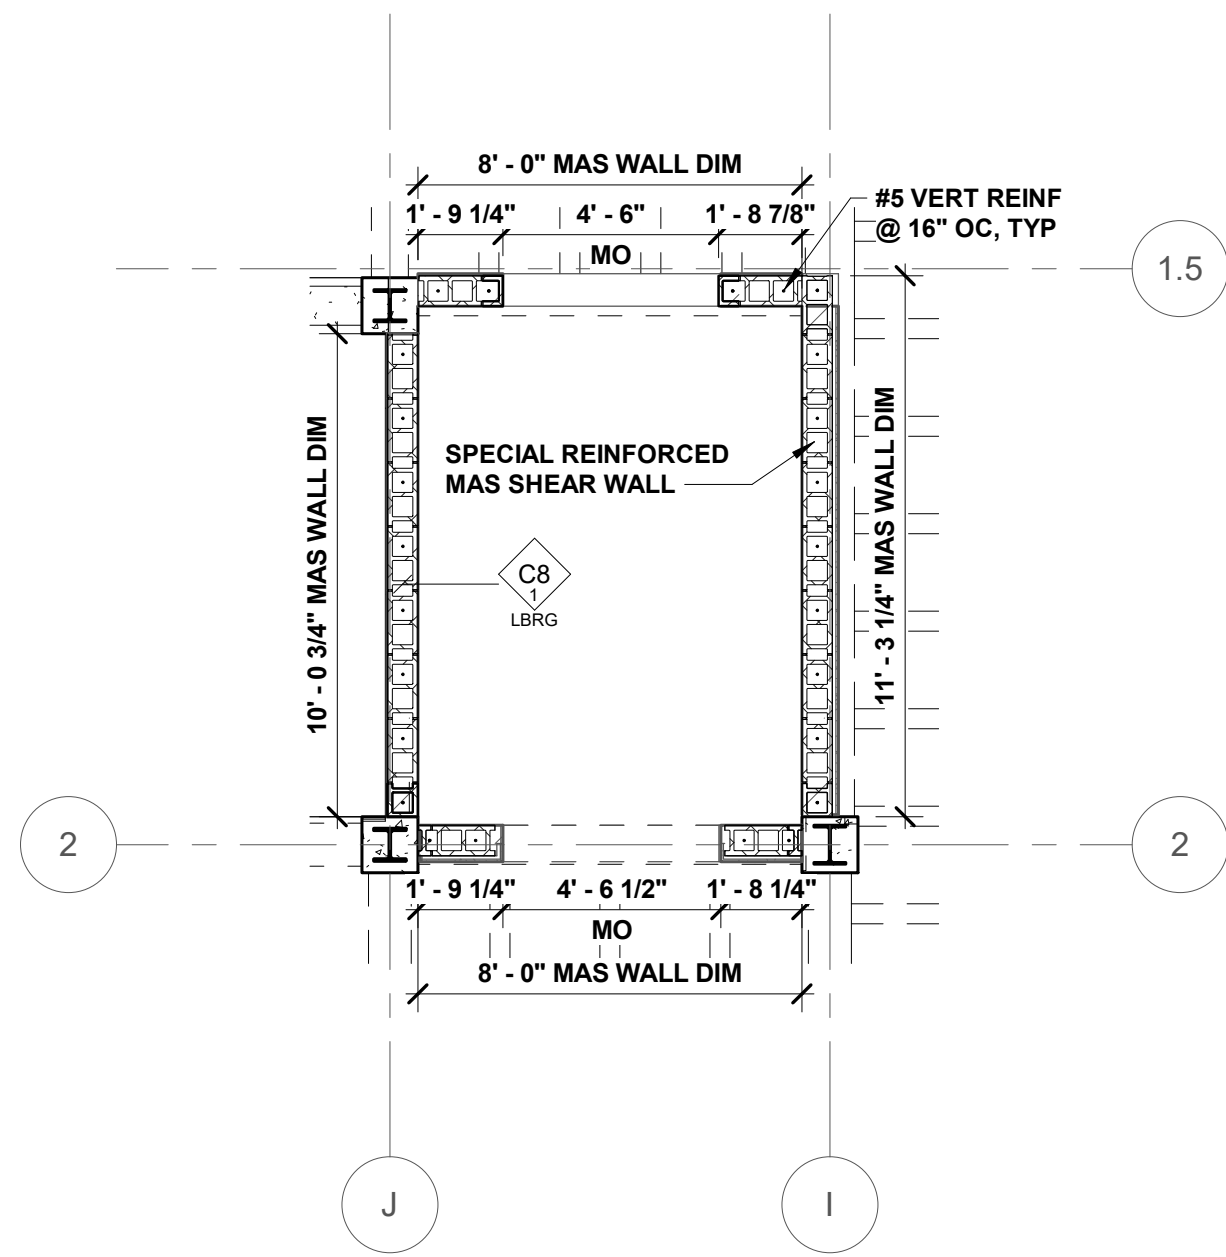 8' - 0" MAS WALL DIM
1' - 9 1/4"
4' - 6"
1' - 8 7/8"
MO
#5 VERT REINF
@ 16" OC, TYP
1.5
10' - 0 3/4" MAS WALL DIM
SPECIAL REINFORCED
MAS SHEAR WALL
11' - 3 1/4" MAS WALL DIM
C8
1
LBRG
2
2
1' - 9 1/4"
4' - 6 1/2"
1' - 8 1/4"
MO
8' - 0" MAS WALL DIM
J
I